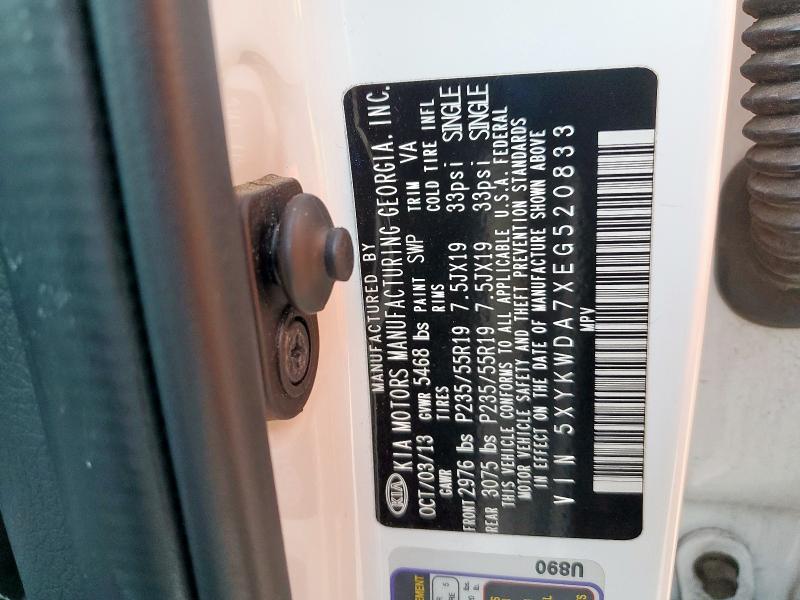 MANUFACTURED BY
KIA KIA MOTORS MANUFACTURING GEORGIA, INC.
OCT/03/13 GVWR 5468 lbs PAINT SWP TRIM VA
GAWR TIRES RIMS COLD TIRE INFL
FRONT 2976 lbs P235/55R19 7.5JX19 33psi SINGLE
REAR 3075 lbs P235/55R19 7.5JX19 33psi SINGLE
THIS VEHICLE CONFORMS TO ALL APPLICABLE U.S.A. FEDERAL
MOTOR VEHICLE SAFETY AND THEFT PREVENTION STANDARDS
IN EFFECT ON THE DATE OF MANUFACTURE SHOWN ABOVE
VIN 5XYKWDA7XEG520833
MPV
U890